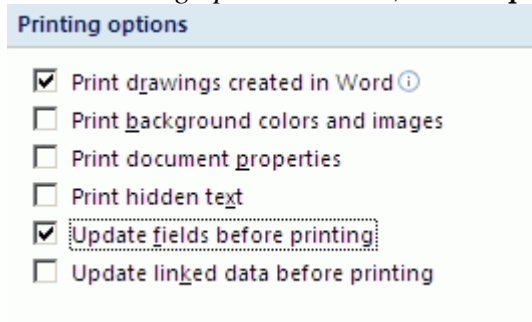 Printing options
Print drawings created in Word
Print background colors and images
Print document properties
Print hidden text
Update fields before printing
Update linked data before printing